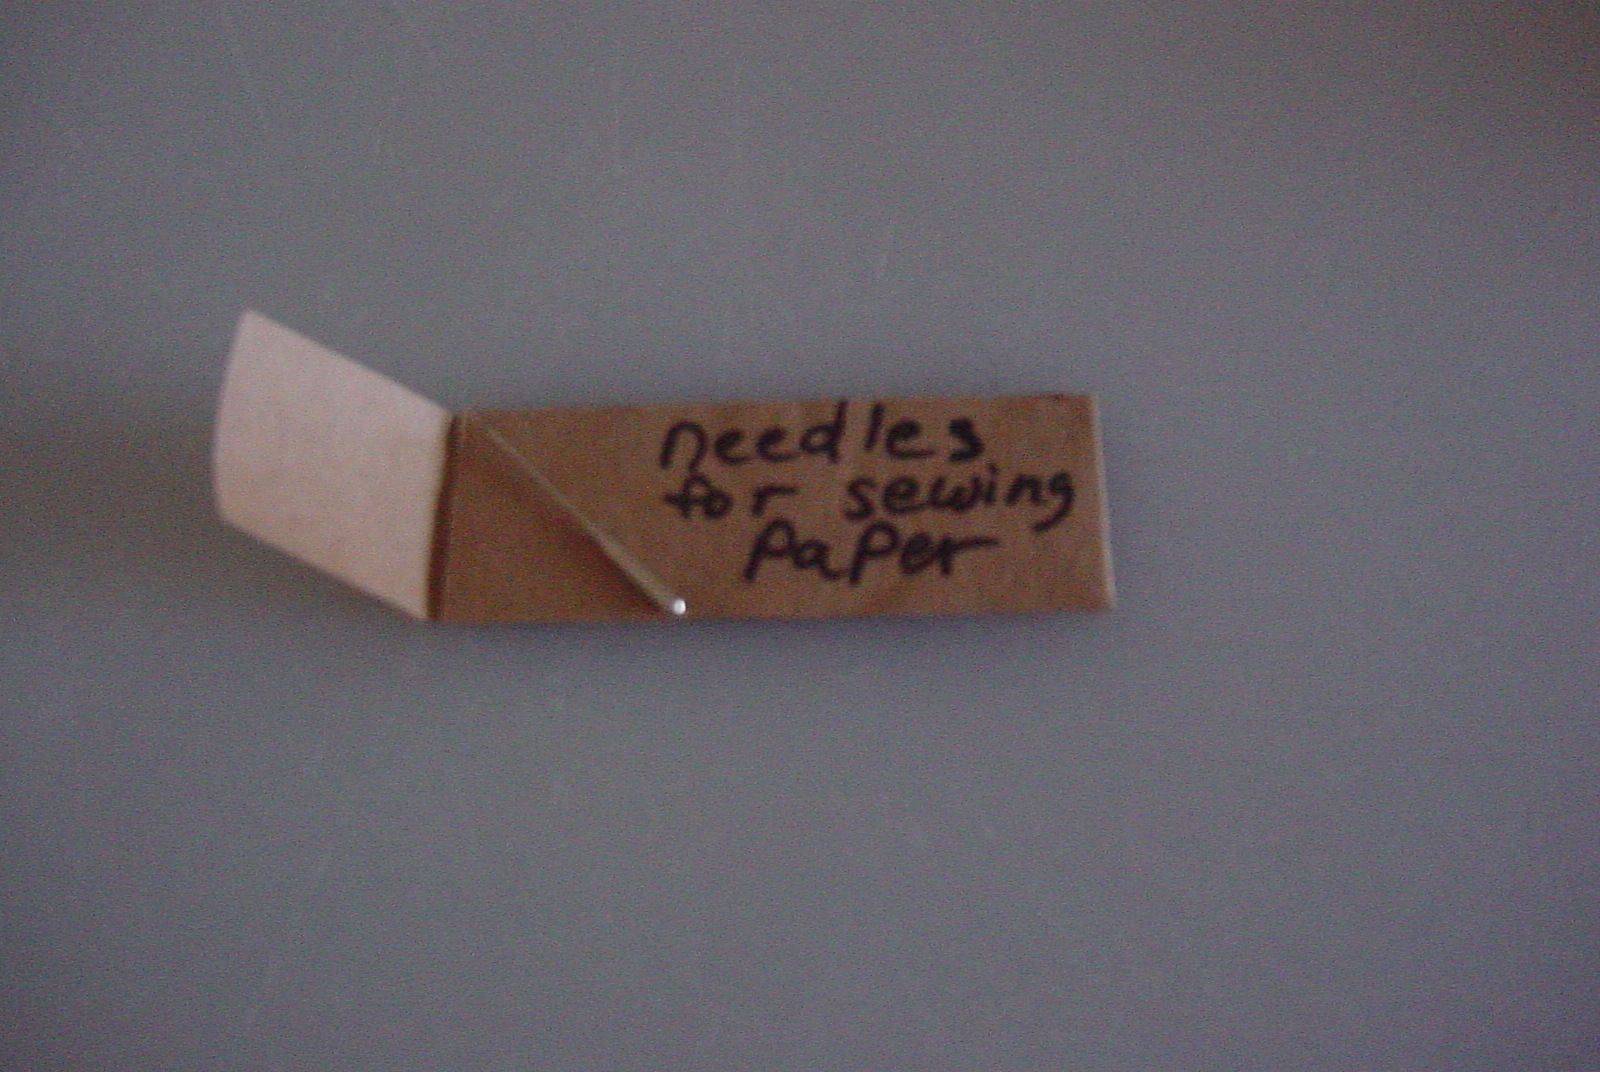 needles
for sewing
Paper